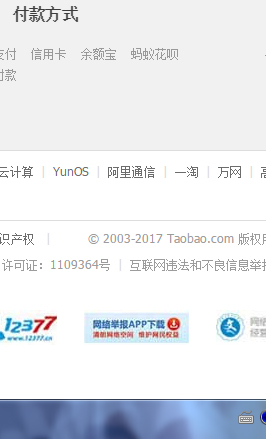 付款方式
支付 信用卡 余额宝 蚂蚁花呗
付款
云计算 | YunOS | 阿里通信 | 一淘 | 万网 |
识产权 | © 2003-2017 Taobao.com 版权
许可证：1109364号 | 互联网违法和不良信息举
12377
www.12377.cn
网络举报APP下载
清朗网络空间 维护网民权益
网络
经营